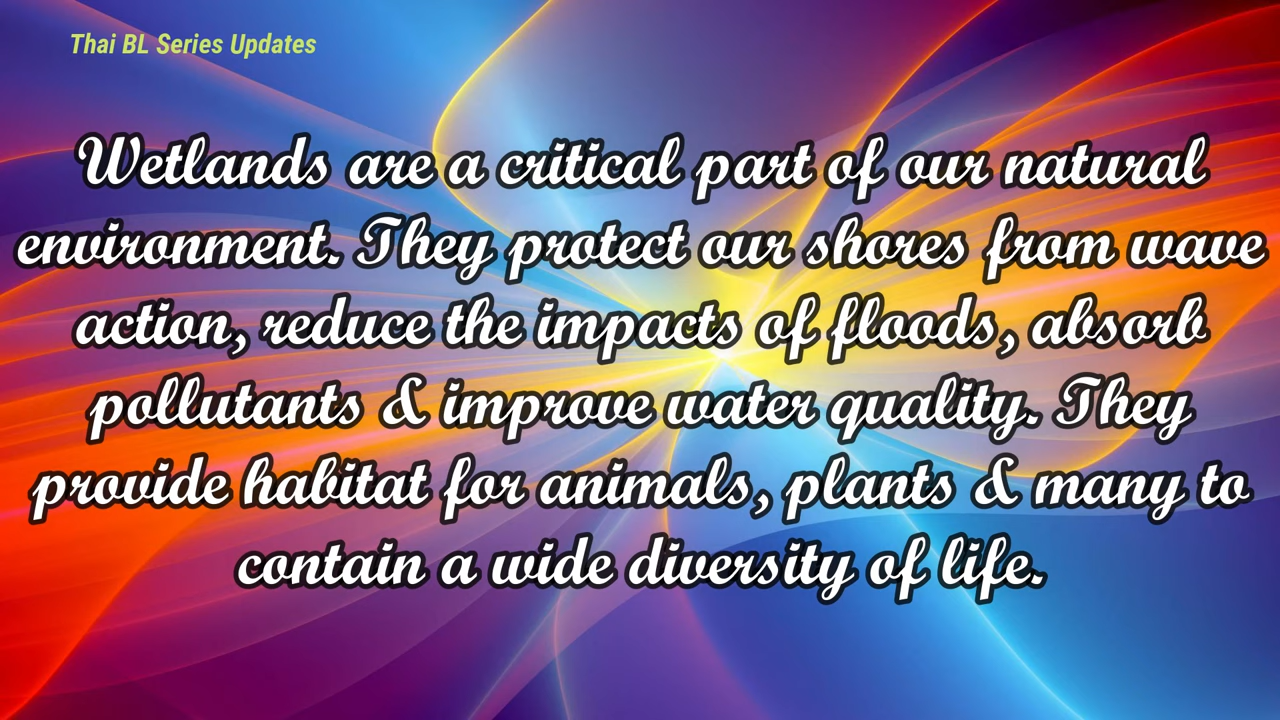 Thai BL Series Updates
Wetlands are a critical part of our natural
environment. They protect our shores from wave
action, reduce the impacts of floods, absorb
pollutants & improve water quality. They
provide habitat for animals, plants & many to
contain a wide diversity of life.